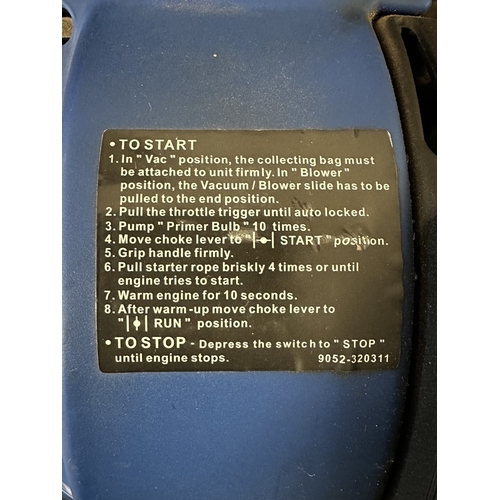 • TO START
1. In " Vac " position, the collecting bag must
be attached to unit firmly. In " Blower "
position, the Vacuum / Blower slide has to be
pulled to the end position.
2. Pull the throttle trigger until auto locked.
3. Pump " Primer Bulb " 10 times.
4. Move choke lever to " |•| START " position.
5. Grip handle firmly.
6. Pull starter rope briskly 4 times or until
engine tries to start.
7. Warm engine for 10 seconds.
8. After warm-up move choke lever to
" |•| RUN " position.
• TO STOP - Depress the switch to " STOP "
until engine stops. 9052-320311